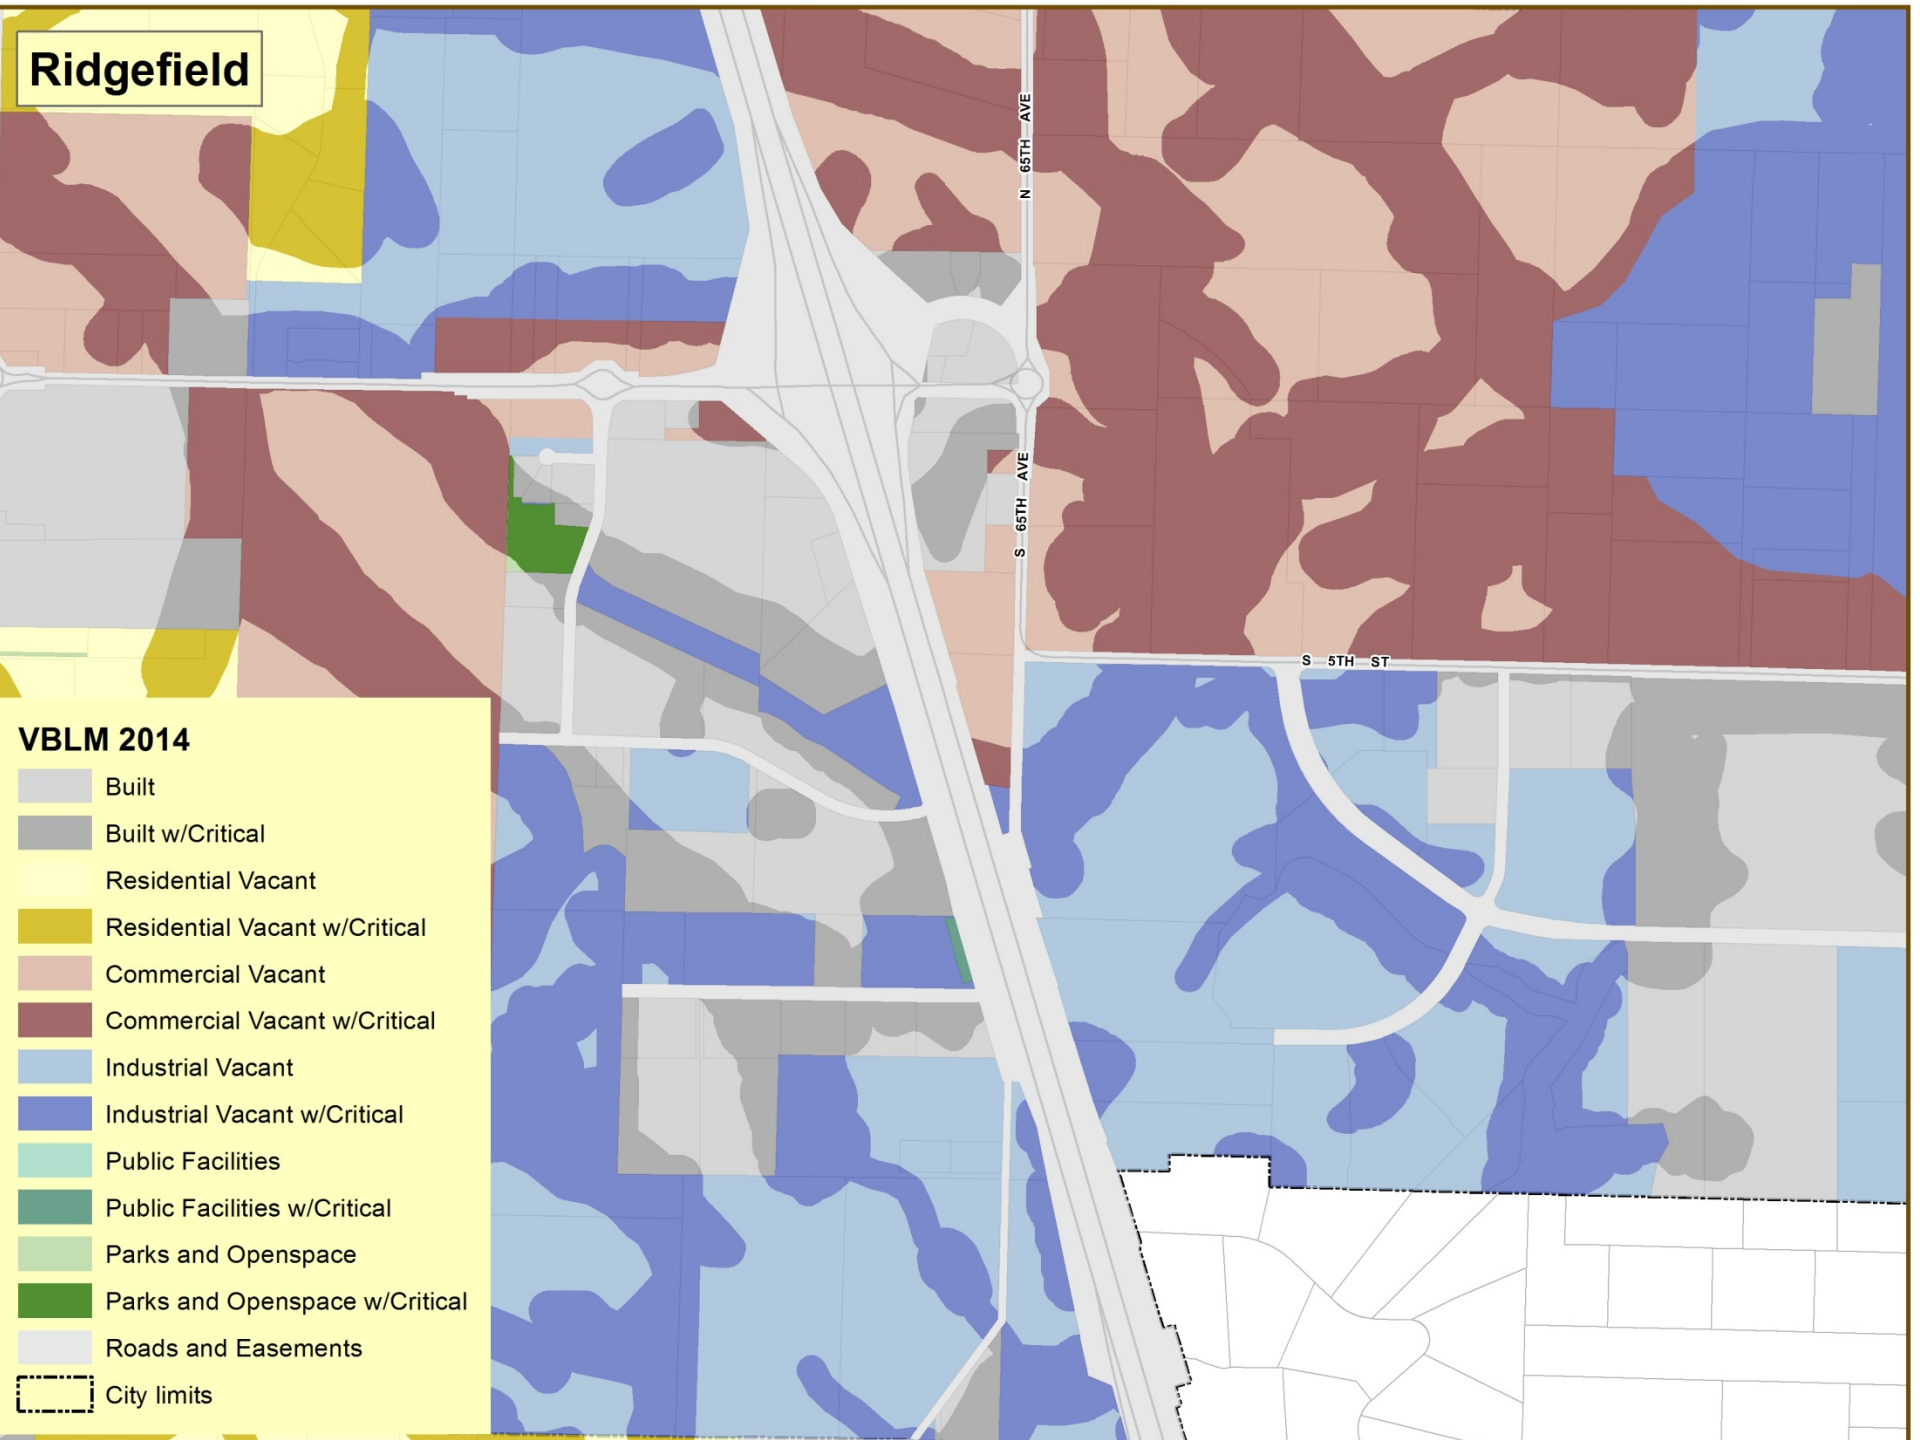 Ridgefield
N 65TH AVE
S 65TH AVE
S 5TH ST
VBLM 2014
Built
Built w/Critical
Residential Vacant
Residential Vacant w/Critical
Commercial Vacant
Commercial Vacant w/Critical
Industrial Vacant
Industrial Vacant w/Critical
Public Facilities
Public Facilities w/Critical
Parks and Openspace
Parks and Openspace w/Critical
Roads and Easements
City limits